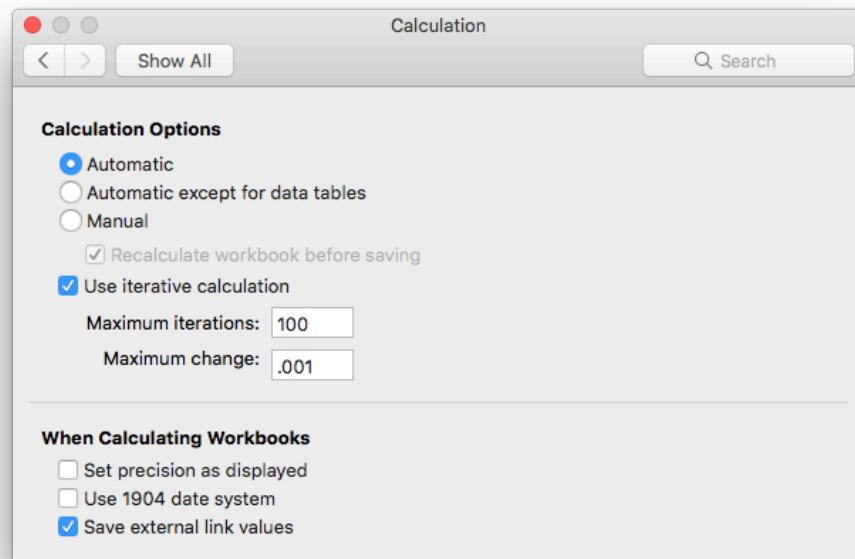 Calculation
Show All
Search
Calculation Options
Automatic
Automatic except for data tables
Manual
Recalculate workbook before saving
Use iterative calculation
Maximum iterations: 100
Maximum change: .001
When Calculating Workbooks
Set precision as displayed
Use 1904 date system
Save external link values